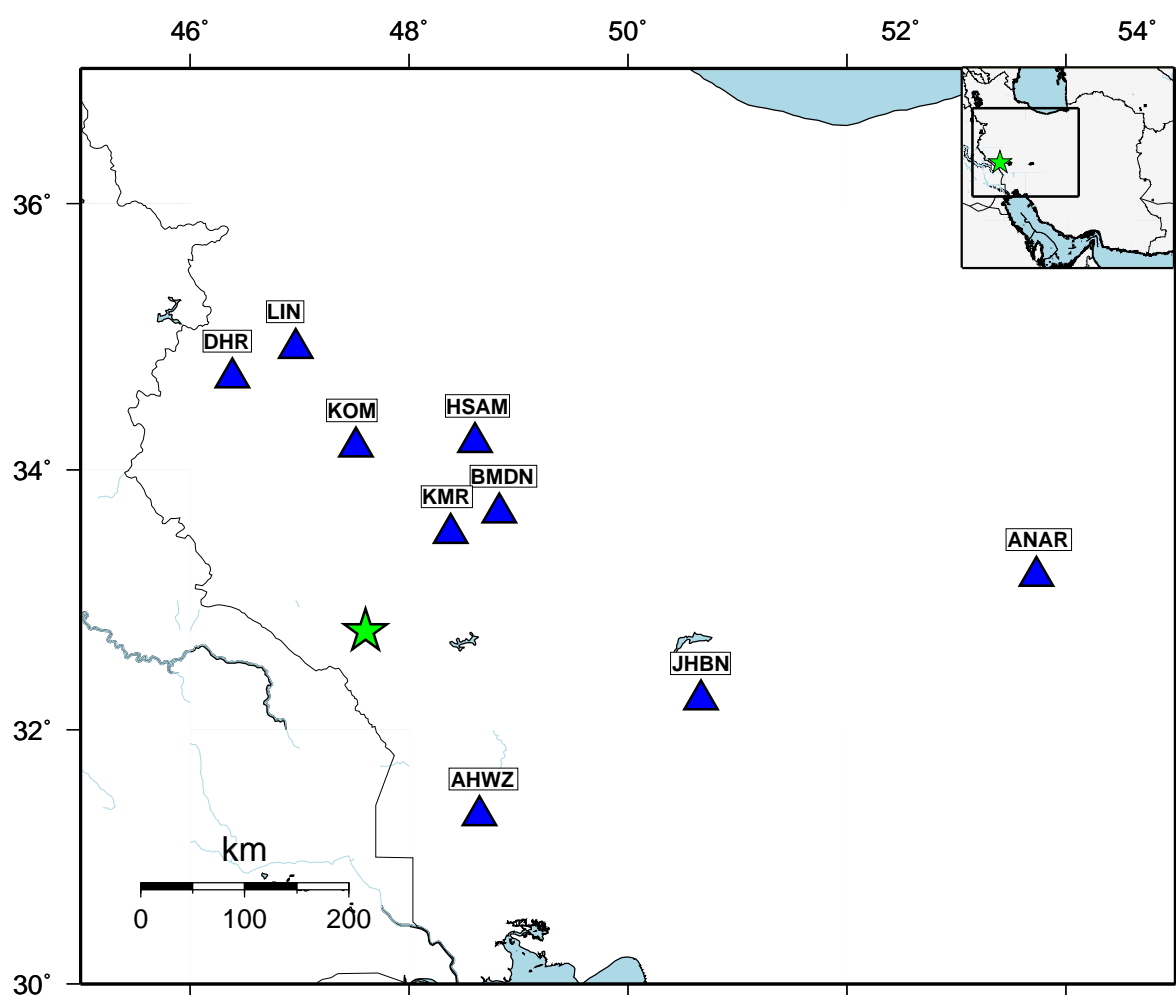 46˚ 48˚ 50˚ 52˚ 54˚
36˚
LIN
DHR
KOM
HSAM
34˚
BMDN
KMR
ANAR
JHBN
32˚
AHWZ
km
0 100 200
30˚